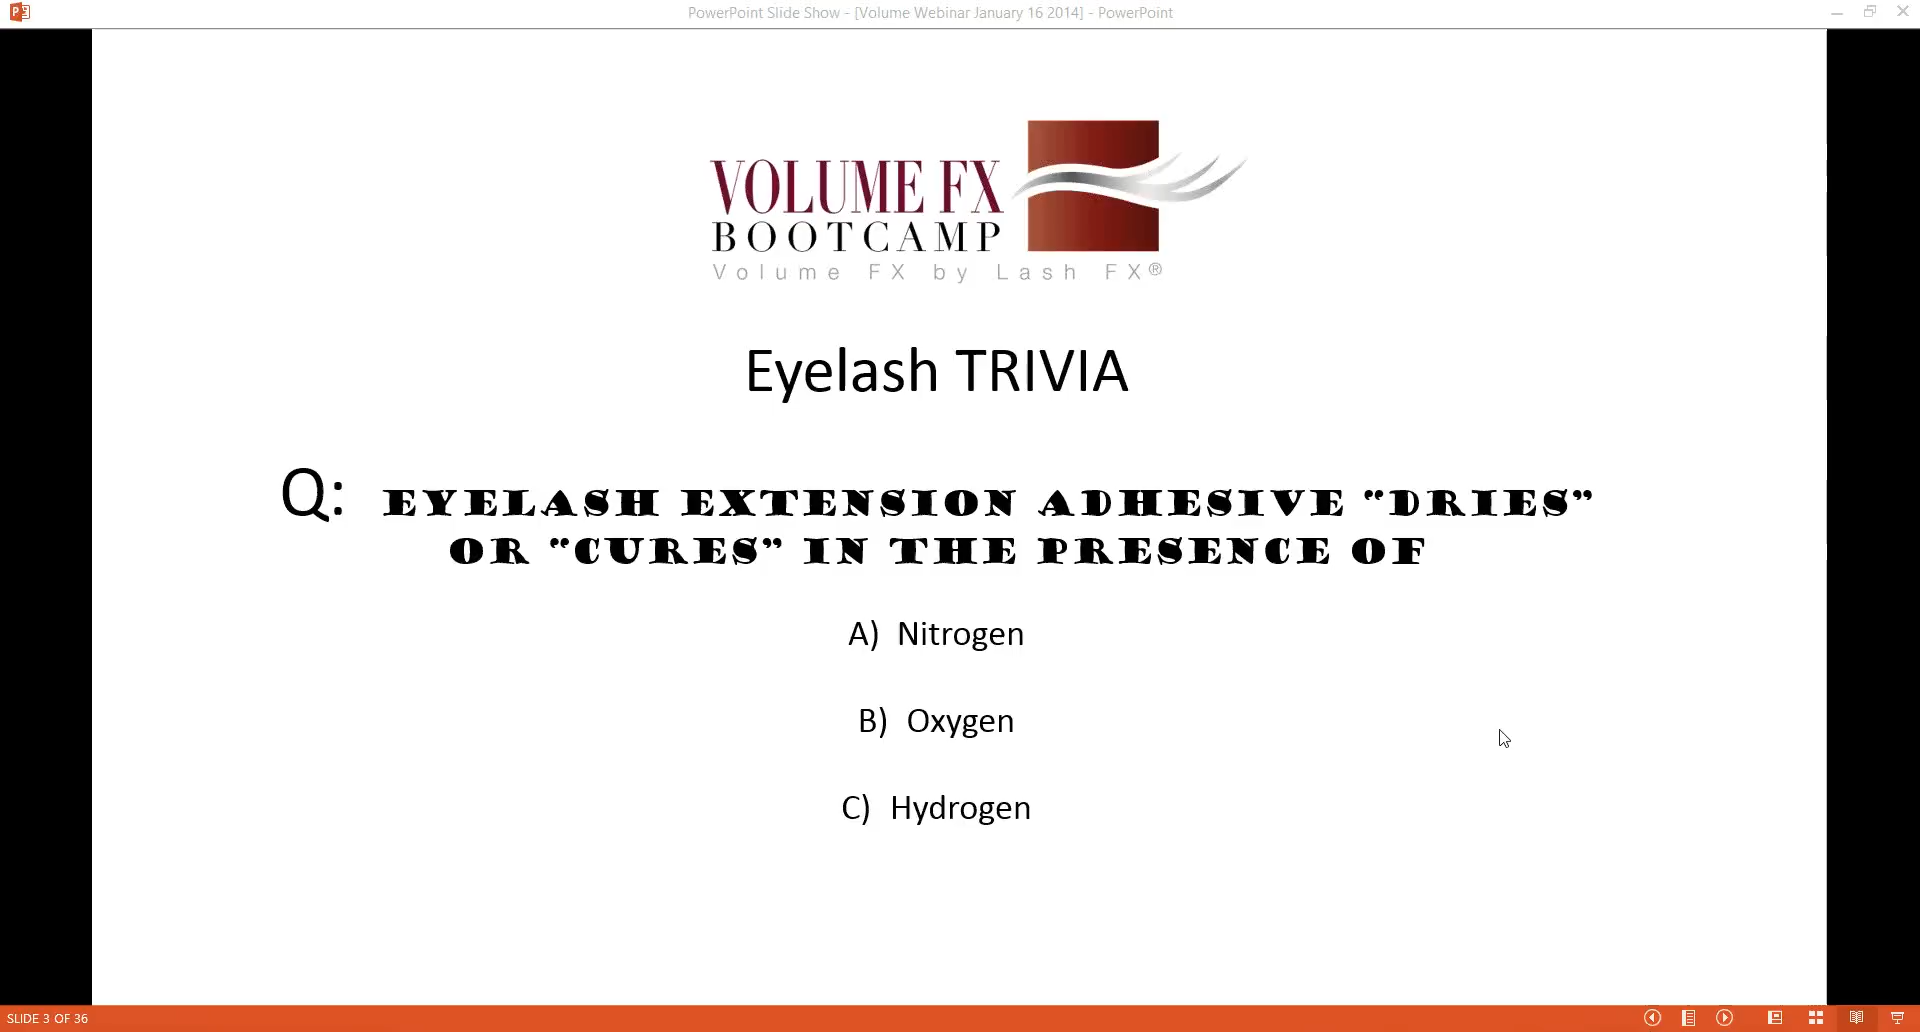 PowerPoint Slide Show - [Volume Webinar January 16 2014] - PowerPoint
VOLUME FX
BOOTCAMP
Volume FX by Lash FX®
Eyelash TRIVIA
Q: EYELASH EXTENSION ADHESIVE “DRIES”
OR “CURES” IN THE PRESENCE OF
A) Nitrogen
B) Oxygen
C) Hydrogen
SLIDE 3 OF 36